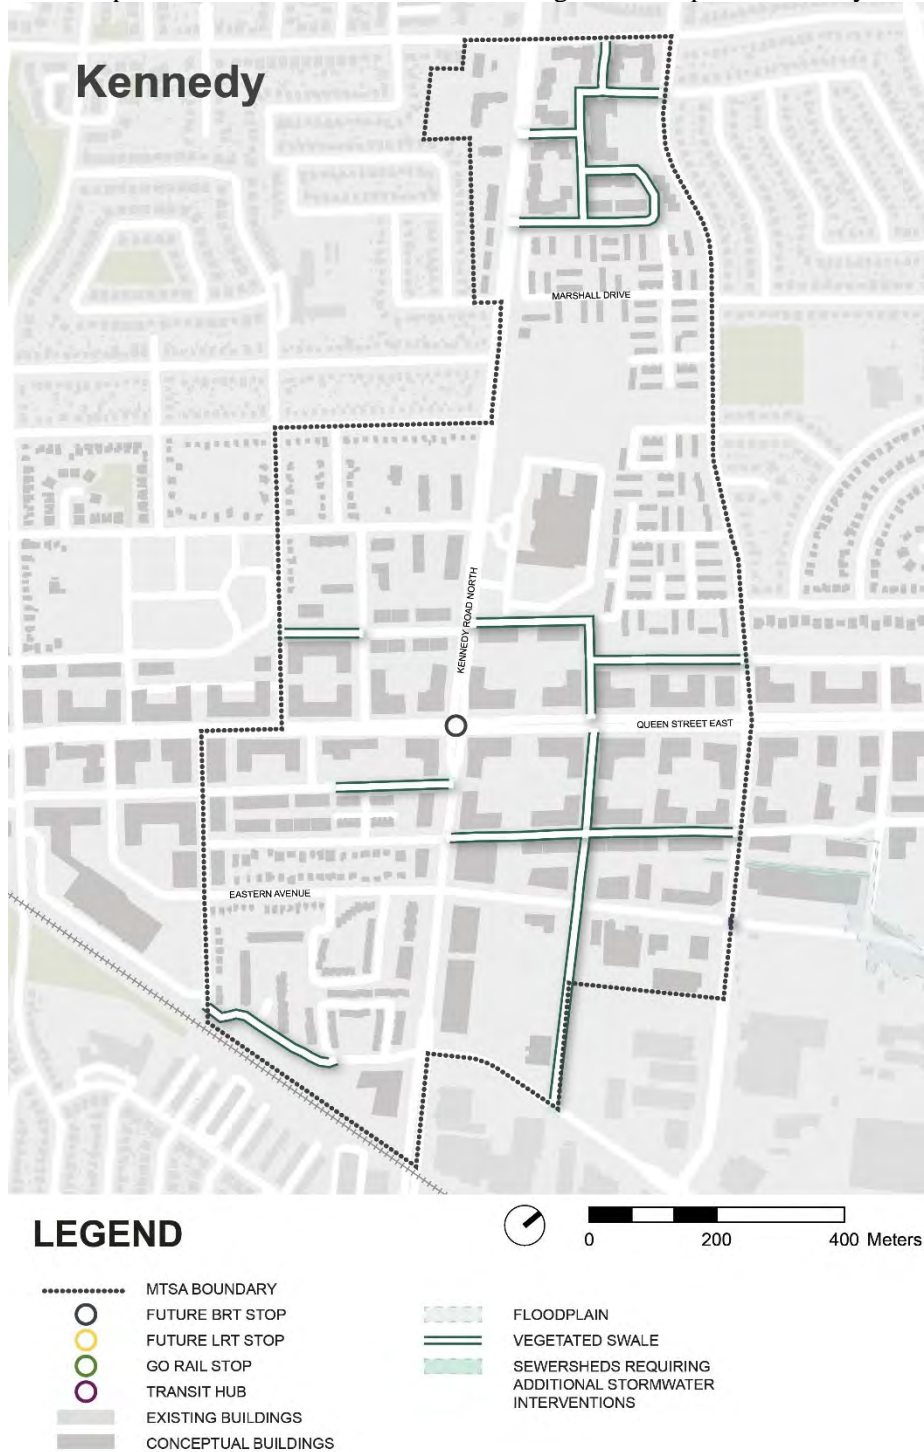 Kennedy
MARSHALL DRIVE
KENNEDY ROAD NORTH
QUEEN STREET EAST
EASTERN AVENUE
LEGEND
0 200 400 Meters
MTSA BOUNDARY
FUTURE BRT STOP
FUTURE LRT STOP
GO RAIL STOP
TRANSIT HUB
EXISTING BUILDINGS
CONCEPTUAL BUILDINGS
FLOODPLAIN
VEGETATED SWALE
SEWERSHEDS REQUIRING
ADDITIONAL STORMWATER
INTERVENTIONS